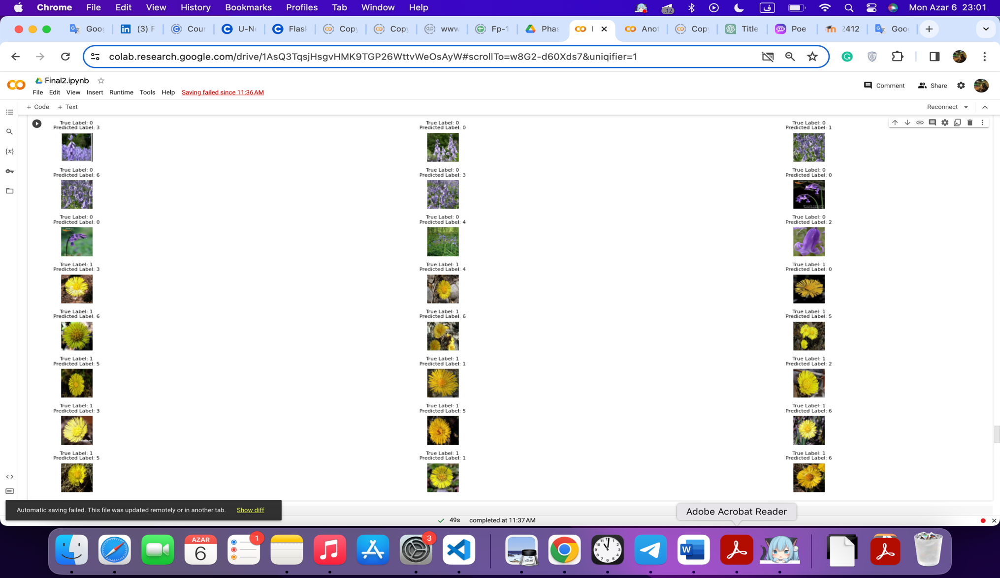 Chrome File Edit View History Bookmarks Profiles Tab Window Help
..12 ف Mon Azar 6 23:01
Goo (3) F Cour U-Ne Flask Copy Copy www Fp-1 Phas Anot Copy Title Poe 2412 Goo
colab.research.google.com/drive/1AsQ3TqsjHsgvHMK9TGP26WttvWeOsAyW#scrollTo=w8G2-d60Xds7&uniqifier=1
CO Final2.ipynb
Comment Share
File Edit View Insert Runtime Tools Help Saving failed since 11:36 AM
+ Code + Text Reconnect
True Label: 0 True Label: 0 True Label: 0
Predicted Label: 3 Predicted Label: 0 Predicted Label: 1
True Label: 0 True Label: 0 True Label: 0
Predicted Label: 6 Predicted Label: 3 Predicted Label: 0
True Label: 0 True Label: 0 True Label: 0
Predicted Label: 0 Predicted Label: 4 Predicted Label: 2
True Label: 1 True Label: 1 True Label: 1
Predicted Label: 3 Predicted Label: 4 Predicted Label: 0
True Label: 1 True Label: 1 True Label: 1
Predicted Label: 6 Predicted Label: 6 Predicted Label: 5
True Label: 1 True Label: 1 True Label: 1
Predicted Label: 5 Predicted Label: 1 Predicted Label: 2
True Label: 1 True Label: 1 True Label: 1
Predicted Label: 3 Predicted Label: 5 Predicted Label: 6
True Label: 1 True Label: 1 True Label: 1
Predicted Label: 5 Predicted Label: 1 Predicted Label: 6
Automatic saving failed. This file was updated remotely or in another tab. Show diff
Adobe Acrobat Reader
49s completed at 11:37 AM
AZAR
6
1
3
W